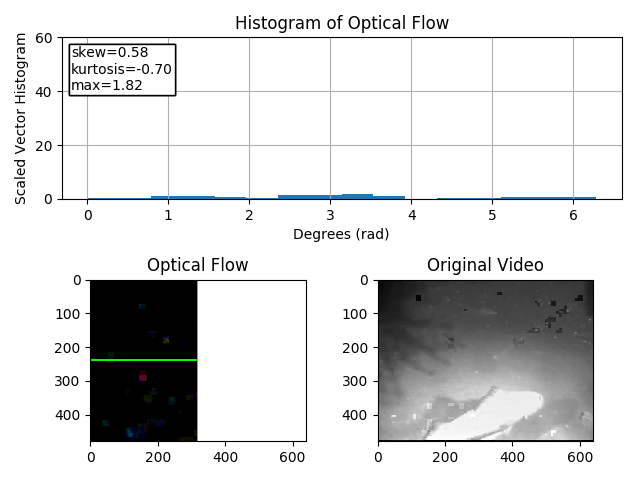 Histogram of Optical Flow
Scaled Vector Histogram
60
40
20
0
skew=0.58
kurtosis=-0.70
max=1.82
0 1 2 3 4 5 6
Degrees (rad)
Optical Flow
0
100
200
300
400
0 200 400 600
Original Video
0
100
200
300
400
0 200 400 600